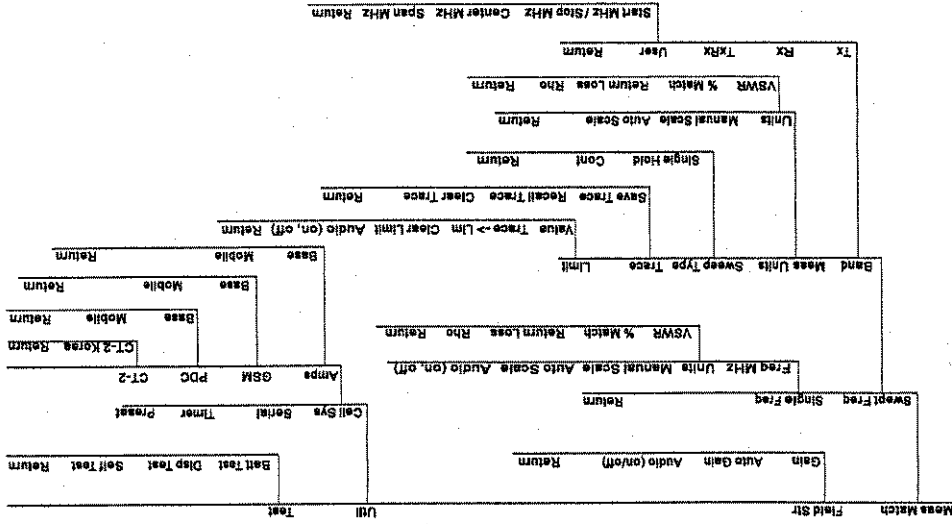 Meas Match Field Str Util Test
Gain Auto Gain Audio (on/off) Return
Batt Test Disp Test Self Test Return
Swept Freq Single Freq Return
Cell Sys Serial Timer Preset
Freq MHz Units Manual Scale Auto Scale Audio (on, off)
Amps GSM PDC CT-2
CT-2 Korea Return
VSWR % Match Return Loss Rho Return
Base Mobile Return
Base Mobile Return
Band Meas Units Sweep Type Trace Limit
Base Mobile Return
Value Trace -> Lim Clear Limit Audio (on, off) Return
Save Trace Recall Trace Clear Trace Return
Single Hold Cont Return
Units Manual Scale Auto Scale Return
VSWR % Match Return Loss Rho Return
Tx Rx TxRx User Return
Start MHz / Stop MHz Center MHz Span MHz Return